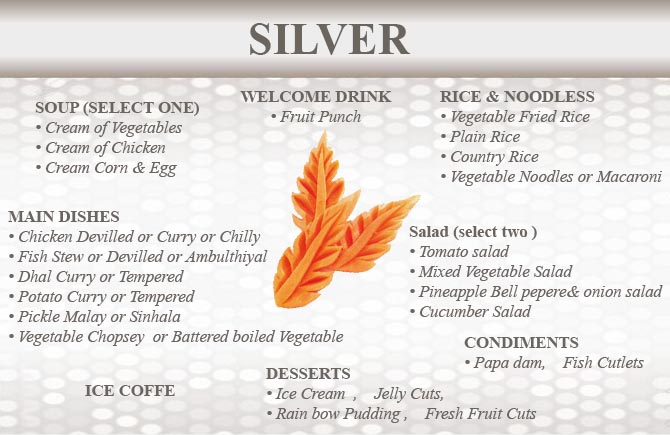 SILVER
SOUP (SELECT ONE)
• Cream of Vegetables
• Cream of Chicken
• Cream Corn & Egg
WELCOME DRINK
• Fruit Punch
RICE & NOODLESS
• Vegetable Fried Rice
• Plain Rice
• Country Rice
• Vegetable Noodles or Macaroni
MAIN DISHES
• Chicken Devilled or Curry or Chilly
• Fish Stew or Devilled or Ambulthiyal
• Dhal Curry or Tempered
• Potato Curry or Tempered
• Pickle Malay or Sinhala
• Vegetable Chopsey or Battered boiled Vegetable
Salad (select two )
• Tomato salad
• Mixed Vegetable Salad
• Pineapple Bell pepere& onion salad
• Cucumber Salad
CONDIMENTS
• Papa dam, Fish Cutlets
ICE COFFE
DESSERTS
• Ice Cream , Jelly Cuts,
• Rain bow Pudding , Fresh Fruit Cuts